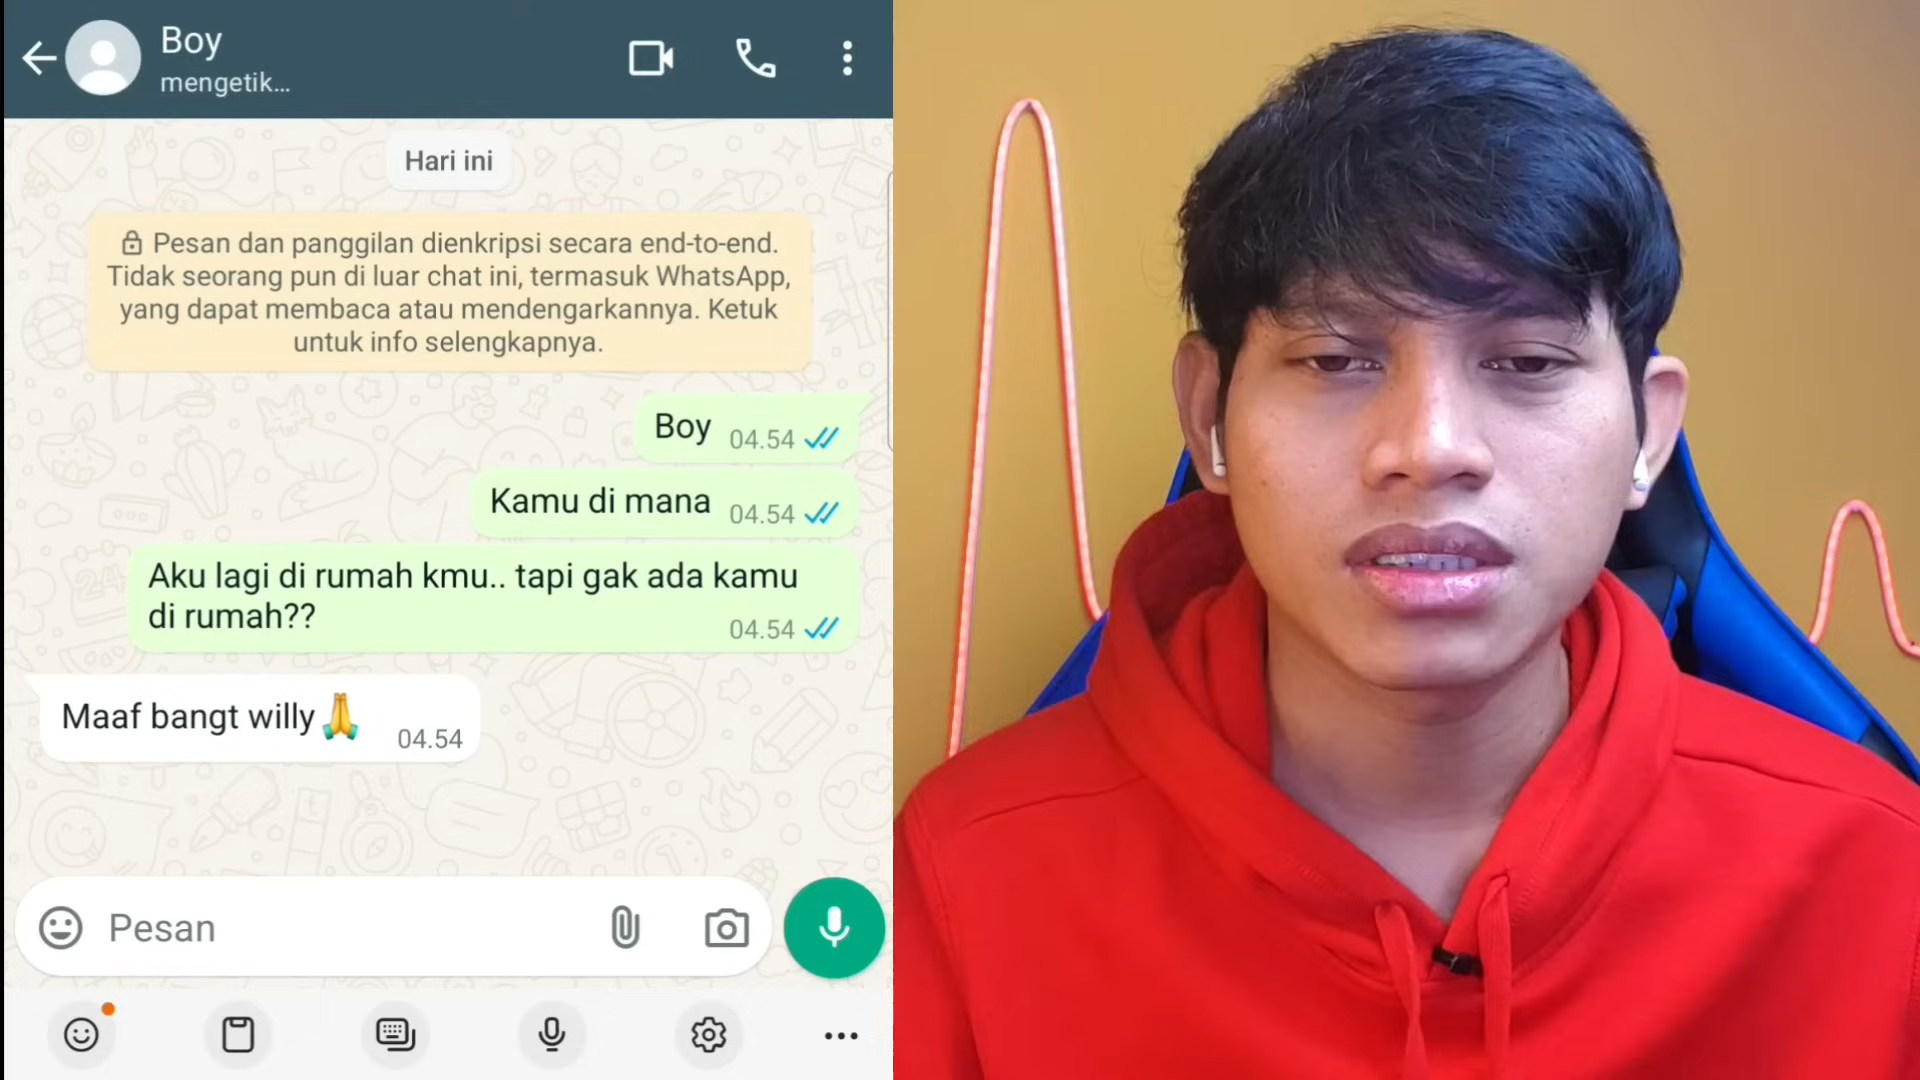 Boy
mengetik...
Hari ini
Pesan dan panggilan dienkripsi secara end-to-end.
Tidak seorang pun di luar chat ini, termasuk WhatsApp,
yang dapat membaca atau mendengarkannya. Ketuk
untuk info selengkapnya.
Boy 04.54
Kamu di mana 04.54
Aku lagi di rumah kmu.. tapi gak ada kamu
di rumah?? 04.54
Maaf bangt willy🙏 04.54
Pesan